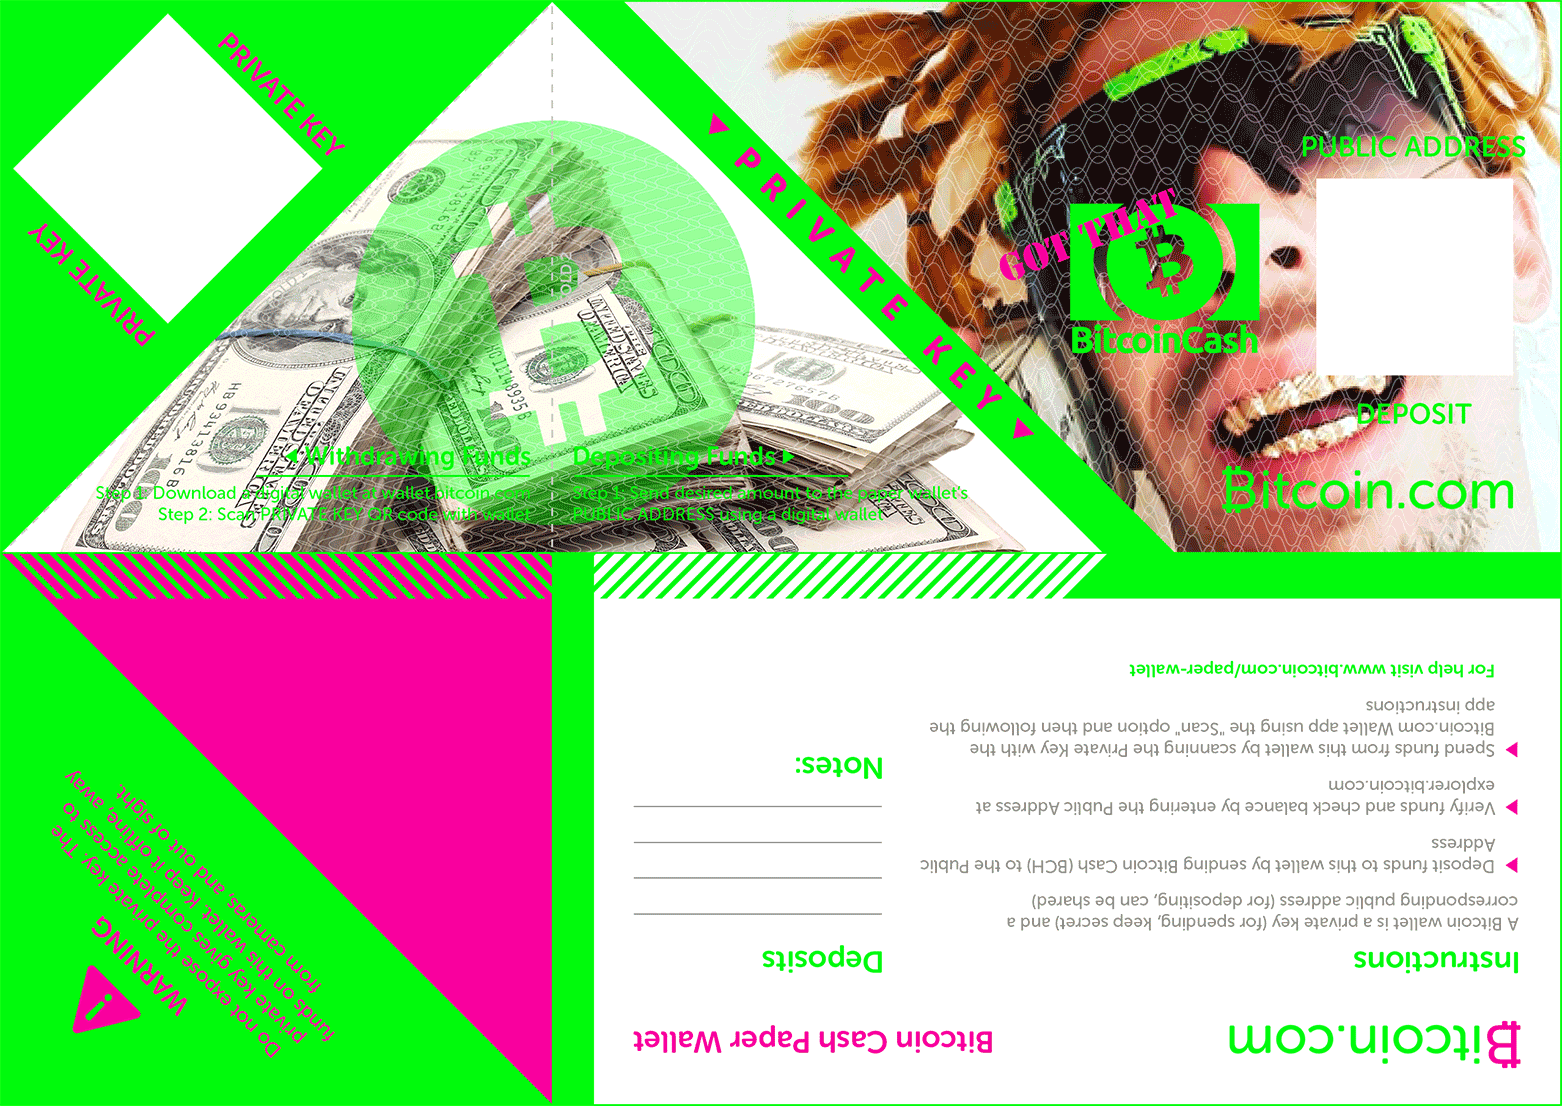 PRIVATE KEY
PRIVATE KEY
PRIVATE KEY
PUBLIC ADDRESS
GOT THAT
BitcoinCash
DEPOSIT
Bitcoin.com
Withdrawing Funds
Step 1: Download a digital wallet at wallet.bitcoin.com
Step 2: Scan PRIVATE KEY QR code with wallet
Depositing Funds
Step 1: Send desired amount to the paper wallet's
PUBLIC ADDRESS using a digital wallet
WARNING
Do not expose the private key. The
private key gives complete access to
funds on this wallet. Keep it offline, away
from cameras, and out of sight.
Bitcoin.com
Bitcoin Cash Paper Wallet
Instructions
A Bitcoin wallet is a private key (for spending, keep secret) and a
corresponding public address (for depositing, can be shared)
Deposit funds to this wallet by sending Bitcoin Cash (BCH) to the Public
Address
Verify funds and check balance by entering the Public Address at
explorer.bitcoin.com
Spend funds from this wallet by scanning the Private Key with the
Bitcoin.com Wallet app using the "Scan" option and then following the
app instructions
For help visit www.bitcoin.com/paper-wallet
Deposits
Notes: